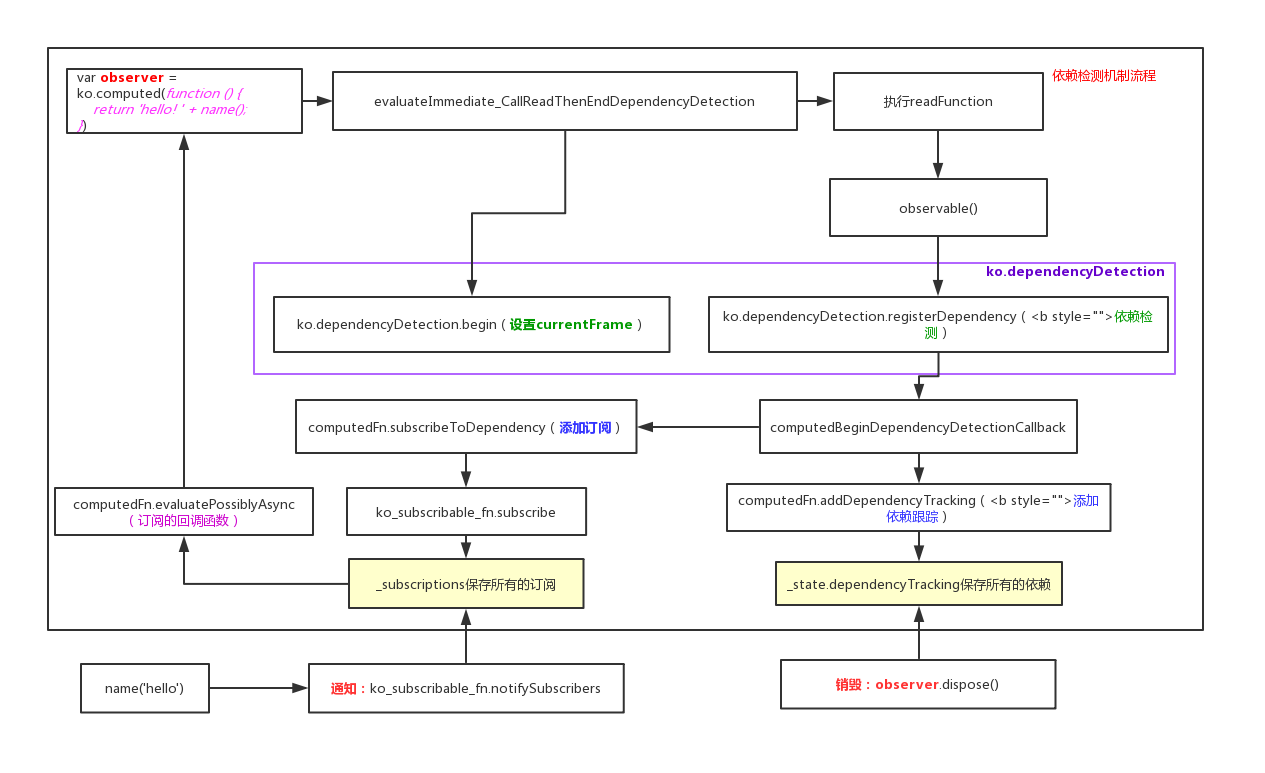 var observer =
ko.computed(function () {
return 'hello! ' + name();
})
evaluateImmediate_CallReadThenEndDependencyDetection
执行readFunction
依赖检测机制流程
observable()
ko.dependencyDetection
ko.dependencyDetection.begin（设置currentFrame）
ko.dependencyDetection.registerDependency（<b style="">依赖检
测）
computedFn.subscribeToDependency（添加订阅）
computedBeginDependencyDetectionCallback
computedFn.evaluatePossiblyAsync
（订阅的回调函数）
ko_subscribable_fn.subscribe
computedFn.addDependencyTracking（<b style="">添加
依赖跟踪）
_subscriptions保存所有的订阅
_state.dependencyTracking保存所有的依赖
name('hello')
通知：ko_subscribable_fn.notifySubscribers
销毁：observer.dispose()